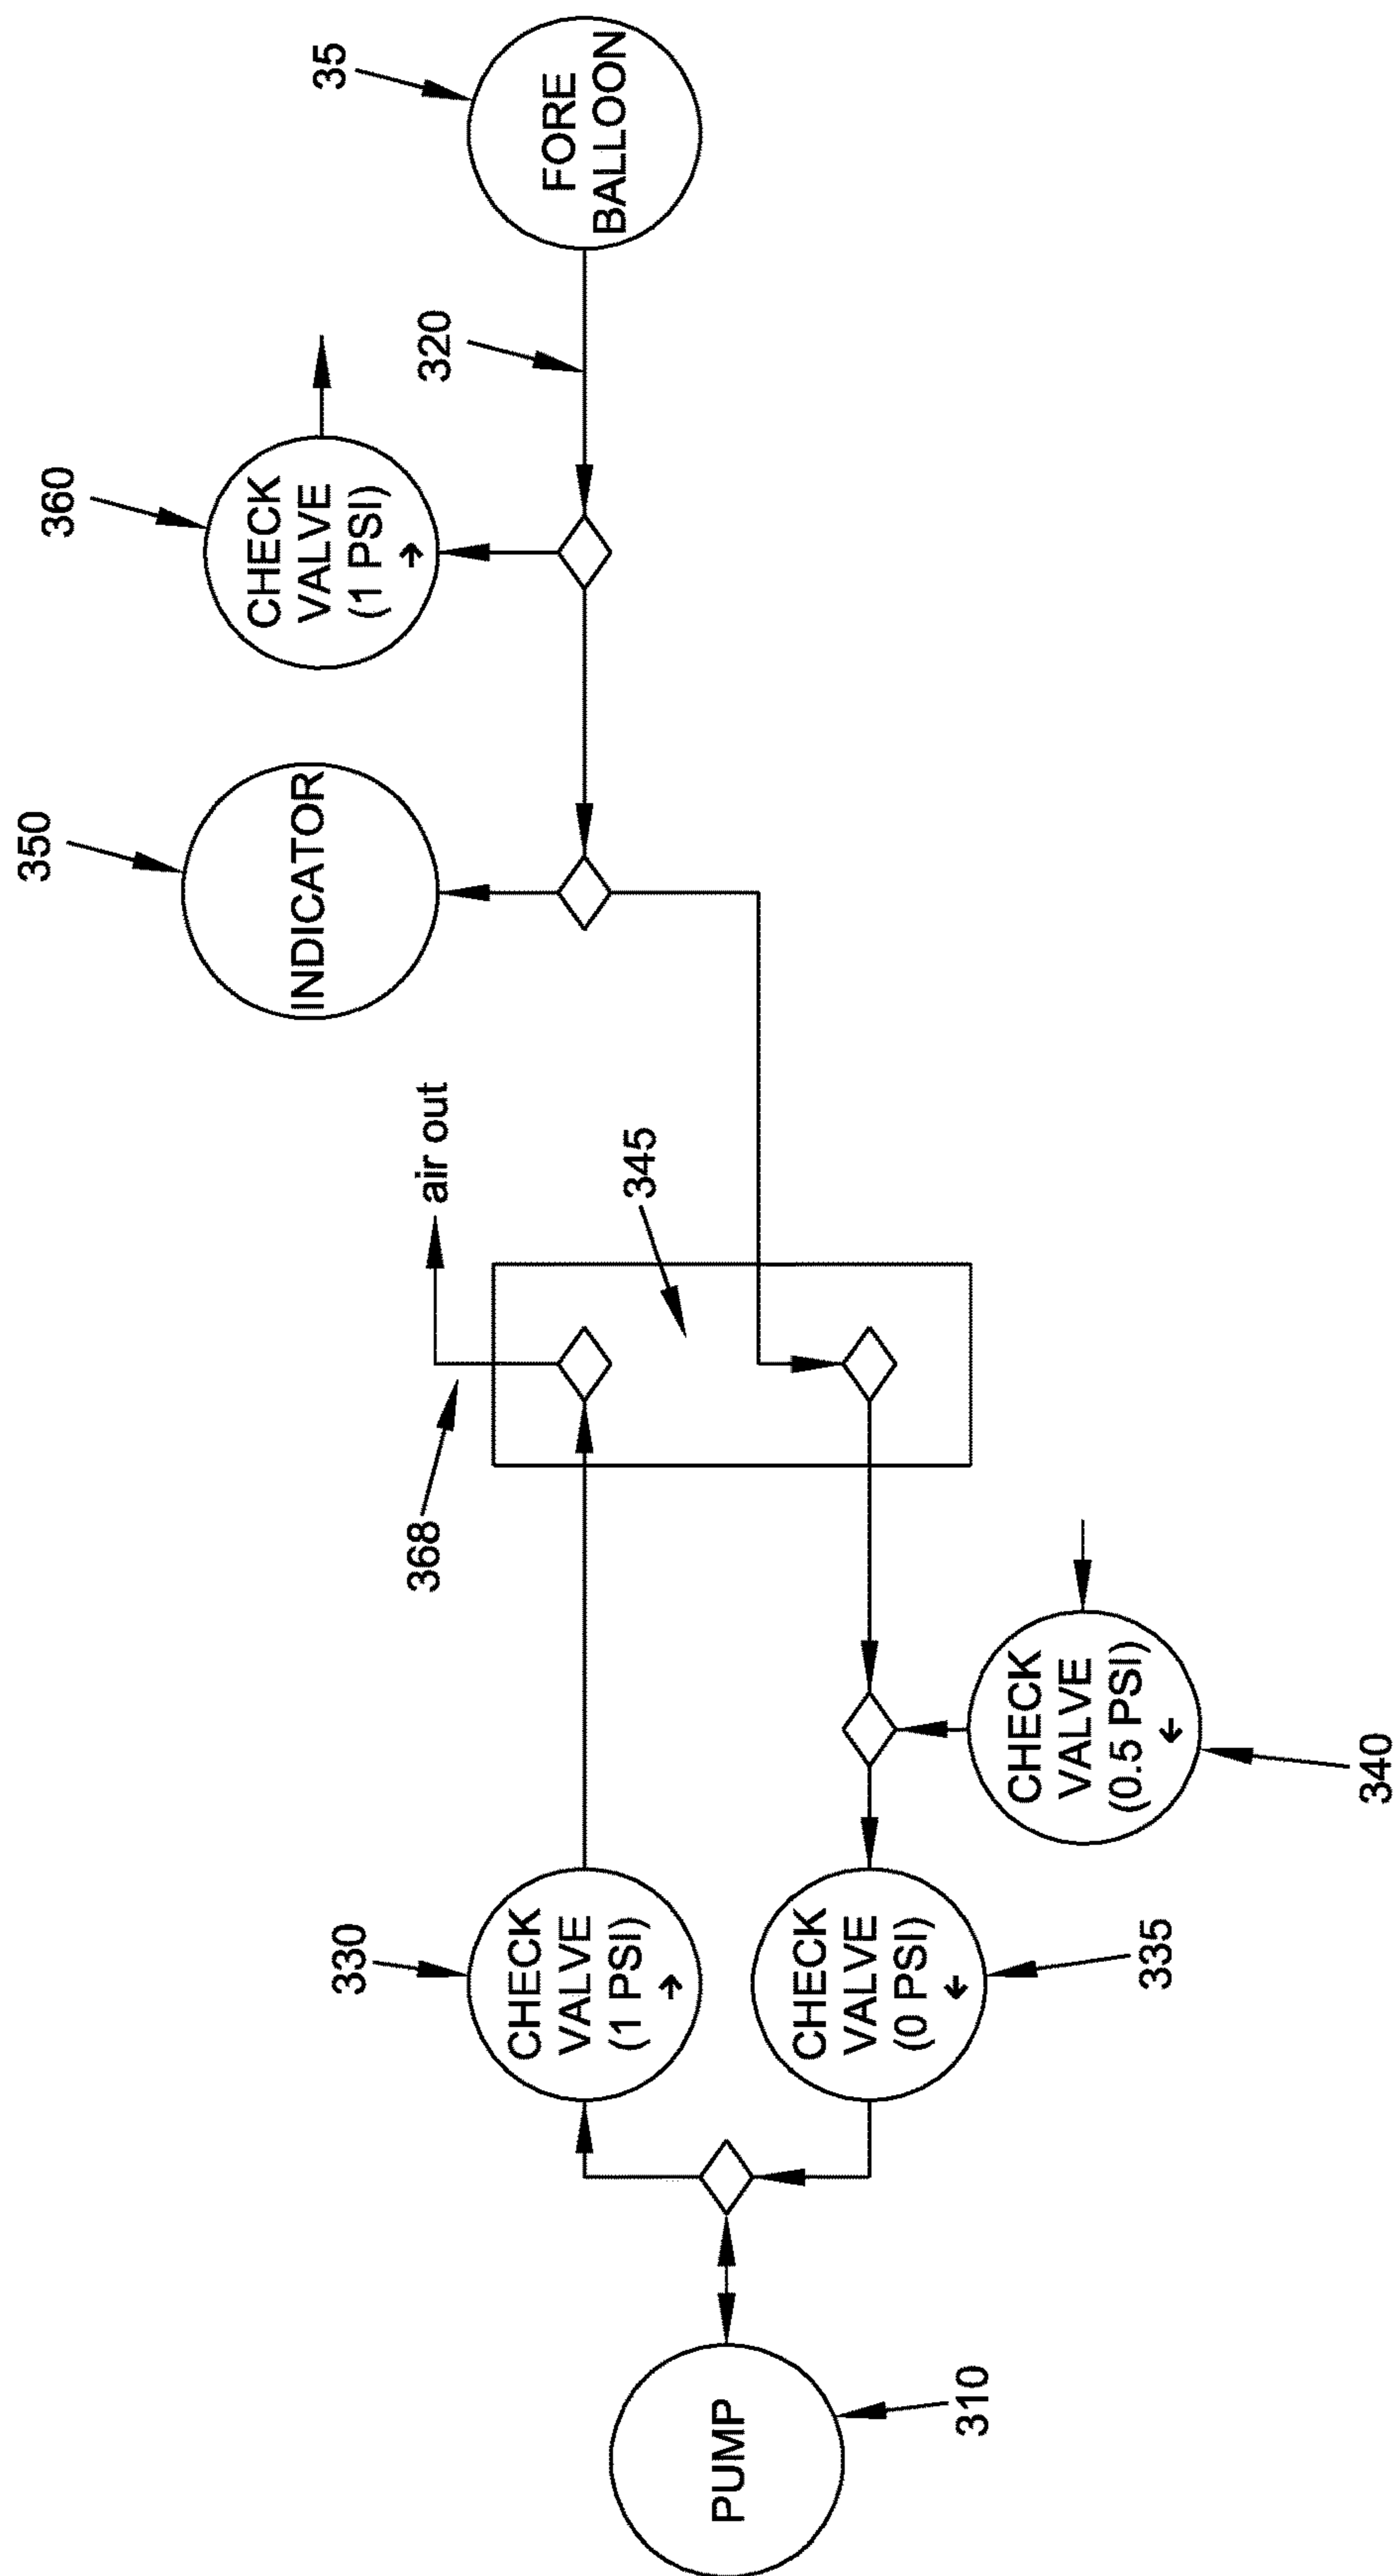 350
360
INDICATOR
CHECK
VALVE
(1 PSI)
→
35
330
368
air out
320
CHECK
VALVE
(1 PSI)
→
FORE
BALLOON
345
PUMP
310
CHECK
VALVE
(0 PSI)
←
335
CHECK
VALVE
(0.5 PSI)
←
340